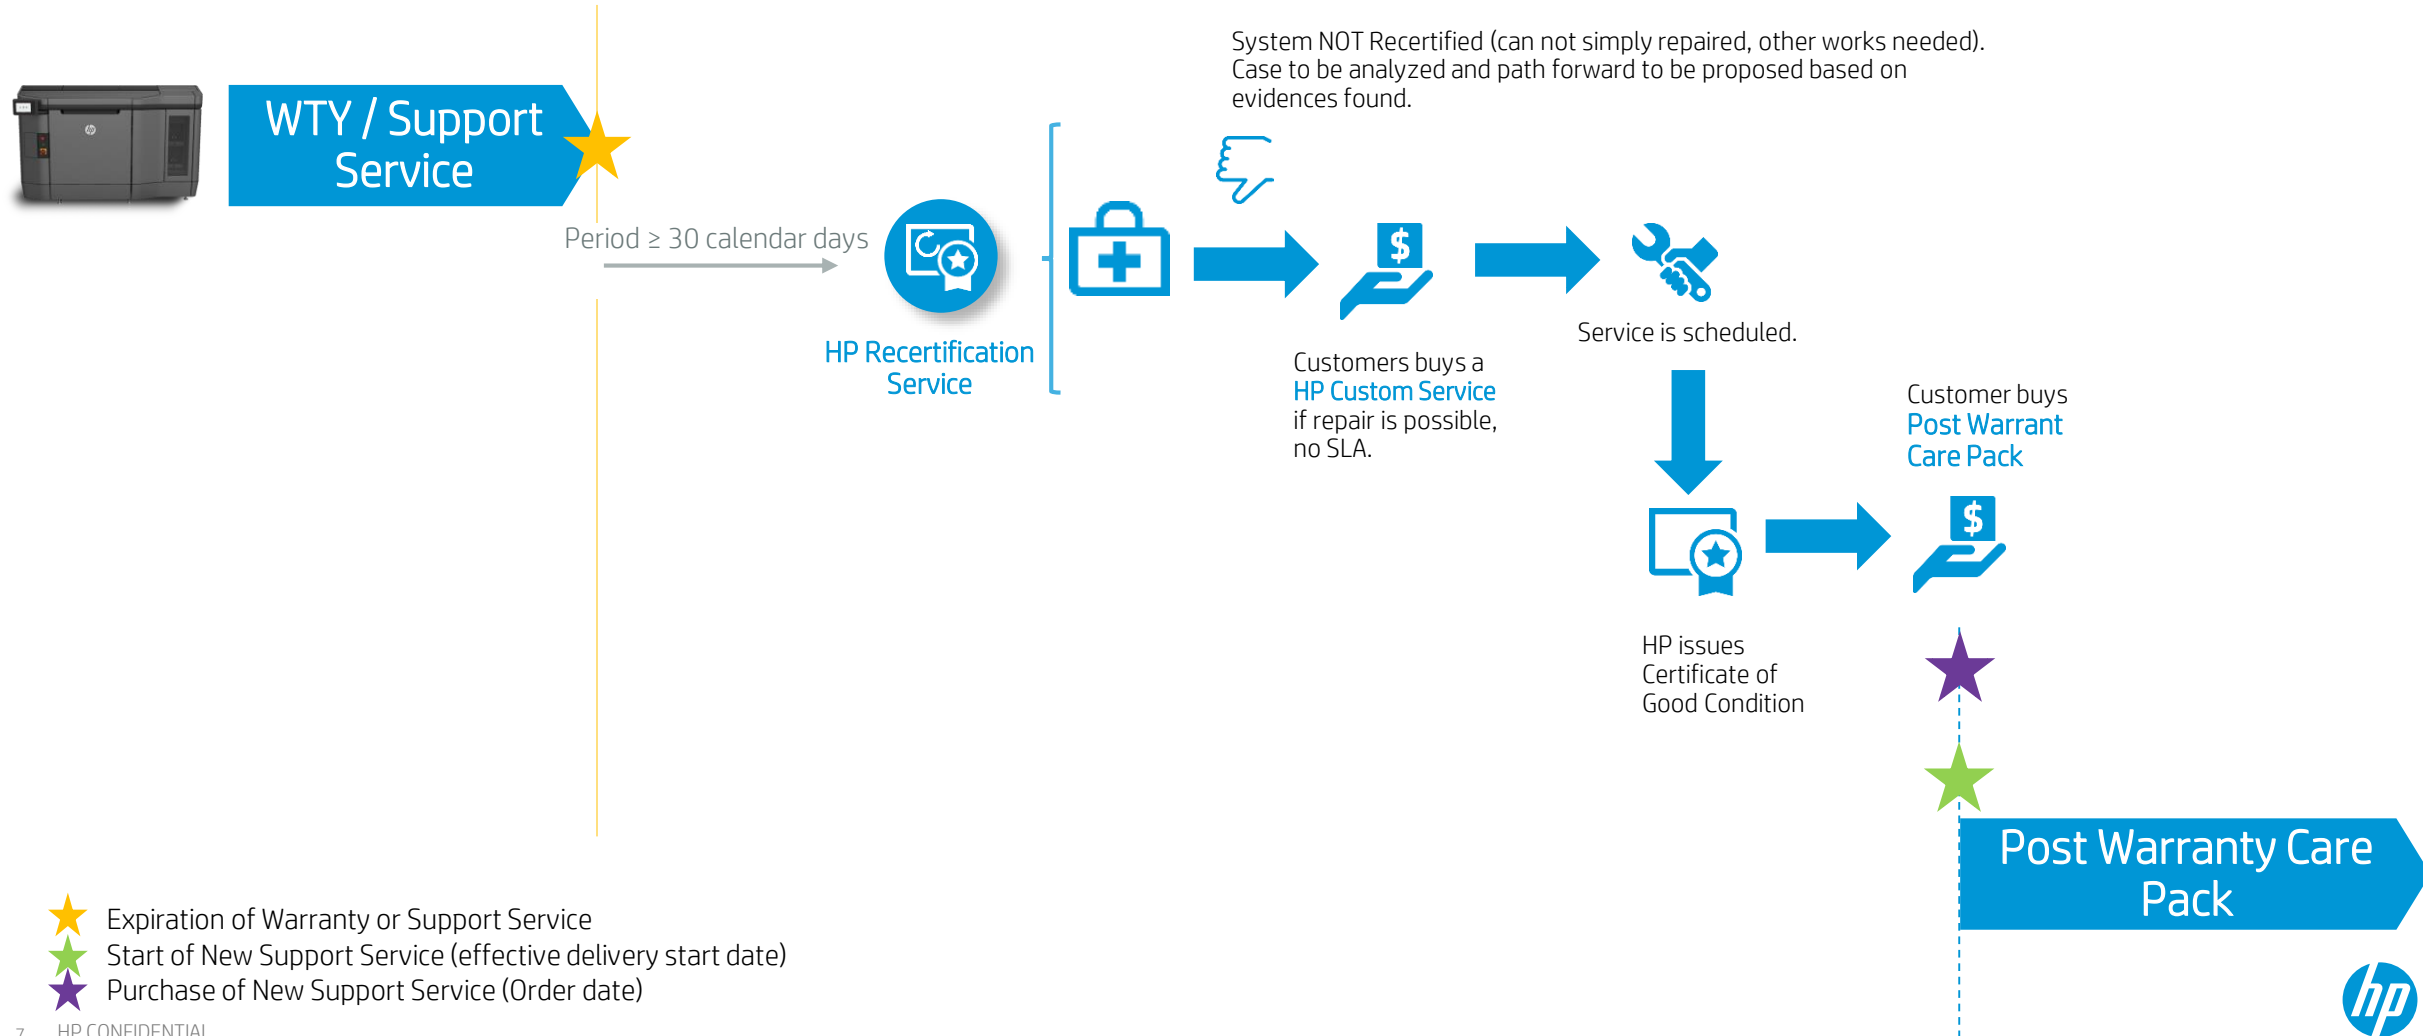 System NOT Recertified (can not simply repaired, other works needed).
Case to be analyzed and path forward to be proposed based on
evidences found.
WTY / Support
Service
Period ≥ 30 calendar days
HP Recertification
Service
$
Customers buys a
HP Custom Service
if repair is possible,
no SLA.
Service is scheduled.
Customer buys
Post Warrant
Care Pack
$
HP issues
Certificate of
Good Condition
Post Warranty Care
Pack
Expiration of Warranty or Support Service
Start of New Support Service (effective delivery start date)
Purchase of New Support Service (Order date)
7 HP CONFIDENTIAL
hp